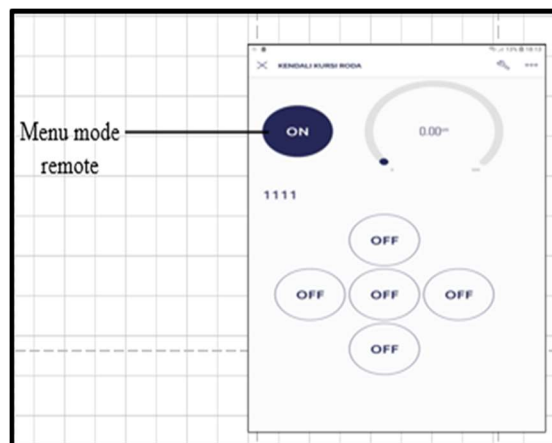 KENDALI KURSI RODA
ON
0.00
Menu mode
remote
1111
OFF
OFF OFF OFF
OFF